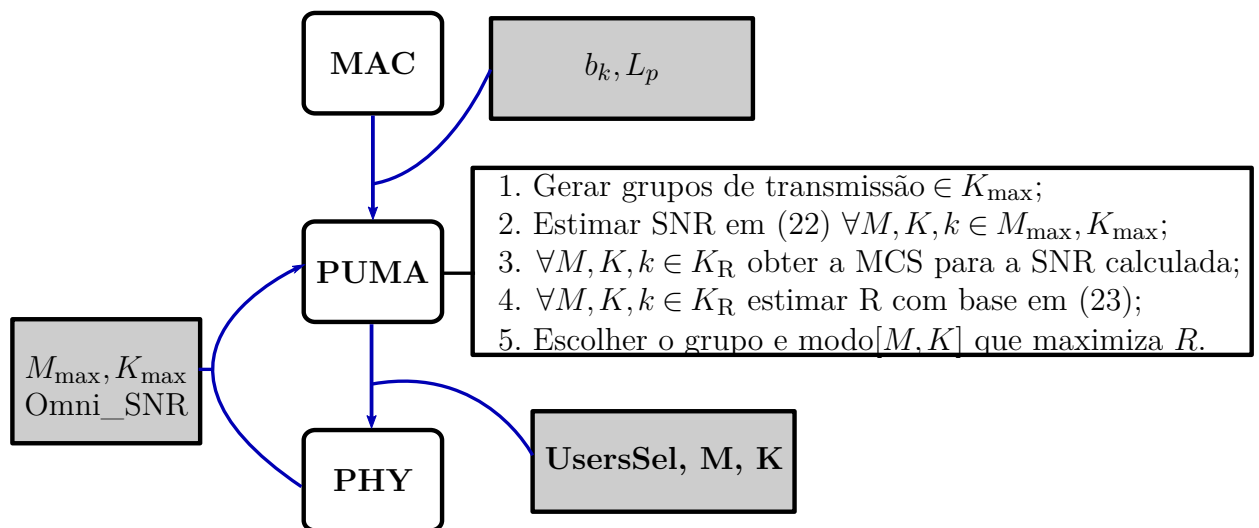 MAC
b_k, L_p
1. Gerar grupos de transmissão ∈ K_max;
2. Estimar SNR em (22) ∀M, K, k ∈ M_max, K_max;
PUMA
3. ∀M, K, k ∈ K_R obter a MCS para a SNR calculada;
4. ∀M, K, k ∈ K_R estimar R com base em (23);
5. Escolher o grupo e modo[M, K] que maximiza R.
M_max, K_max
Omni_SNR
UsersSel, M, K
PHY